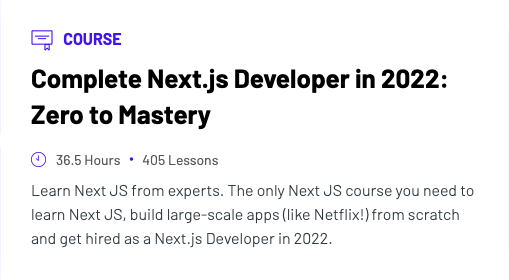 COURSE
Complete Next.js Developer in 2022:
Zero to Mastery
36.5 Hours • 405 Lessons
Learn Next JS from experts. The only Next JS course you need to
learn Next JS, build large-scale apps (like Netflix!) from scratch
and get hired as a Next.js Developer in 2022.